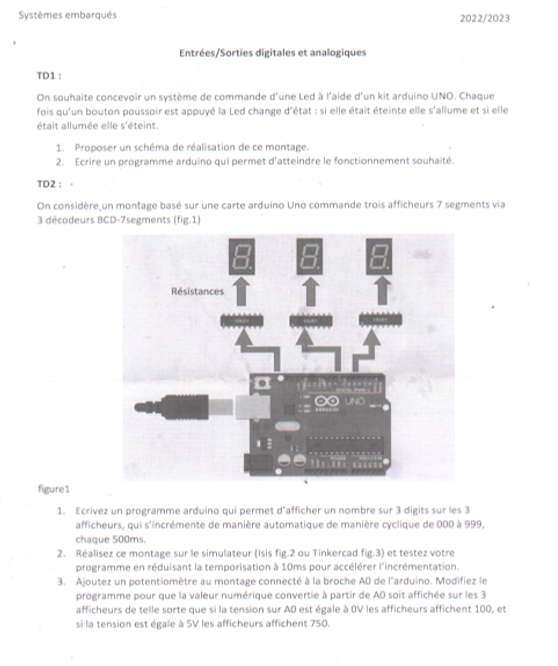 Systèmes embarqués
2022/2023
Entrées/Sorties digitales et analogiques
TD1 :
On souhaite concevoir un système de commande d'une Led à l'aide d'un kit arduino UNO. Chaque
fois qu'un bouton poussoir est appuyé la Led change d'état : si elle était éteinte elle s'allume et si elle
était allumée elle s'éteint.
1. Proposer un schéma de réalisation de ce montage.
2. Ecrire un programme arduino qui permet d'atteindre le fonctionnement souhaité.
TD2 :
On considère un montage basé sur une carte arduino Uno commande trois afficheurs 7 segments via
3 décodeurs BCD-7segments (fig.1)
Résistances
UNO
ARDUINO
figure1
1. Ecrivez un programme arduino qui permet d'afficher un nombre sur 3 digits sur les 3
afficheurs, qui s'incrémente de manière automatique de manière cyclique de 000 à 999,
chaque 500ms.
2. Réalisez ce montage sur le simulateur (Isis fig.2 ou Tinkercad fig.3) et testez votre
programme en réduisant la temporisation à 10ms pour accélérer l'incrémentation.
3. Ajoutez un potentiomètre au montage connecté à la broche A0 de l'arduino. Modifiez le
programme pour que la valeur numérique convertie à partir de A0 soit affichée sur les 3
afficheurs de telle sorte que si la tension sur A0 est égale à 0V les afficheurs affichent 100, et
si la tension est égale à 5V les afficheurs affichent 750.